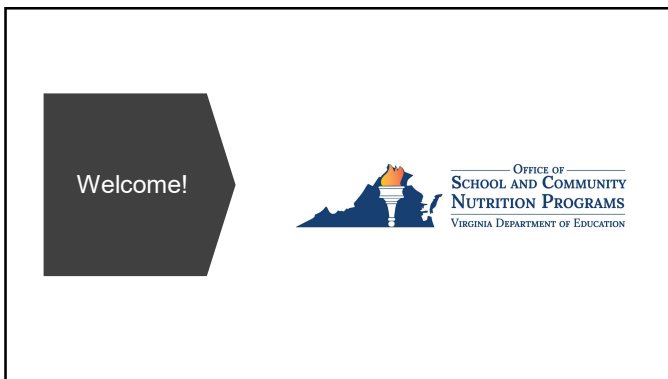 Welcome!
OFFICE OF
SCHOOL AND COMMUNITY
NUTRITION PROGRAMS
VIRGINIA DEPARTMENT OF EDUCATION